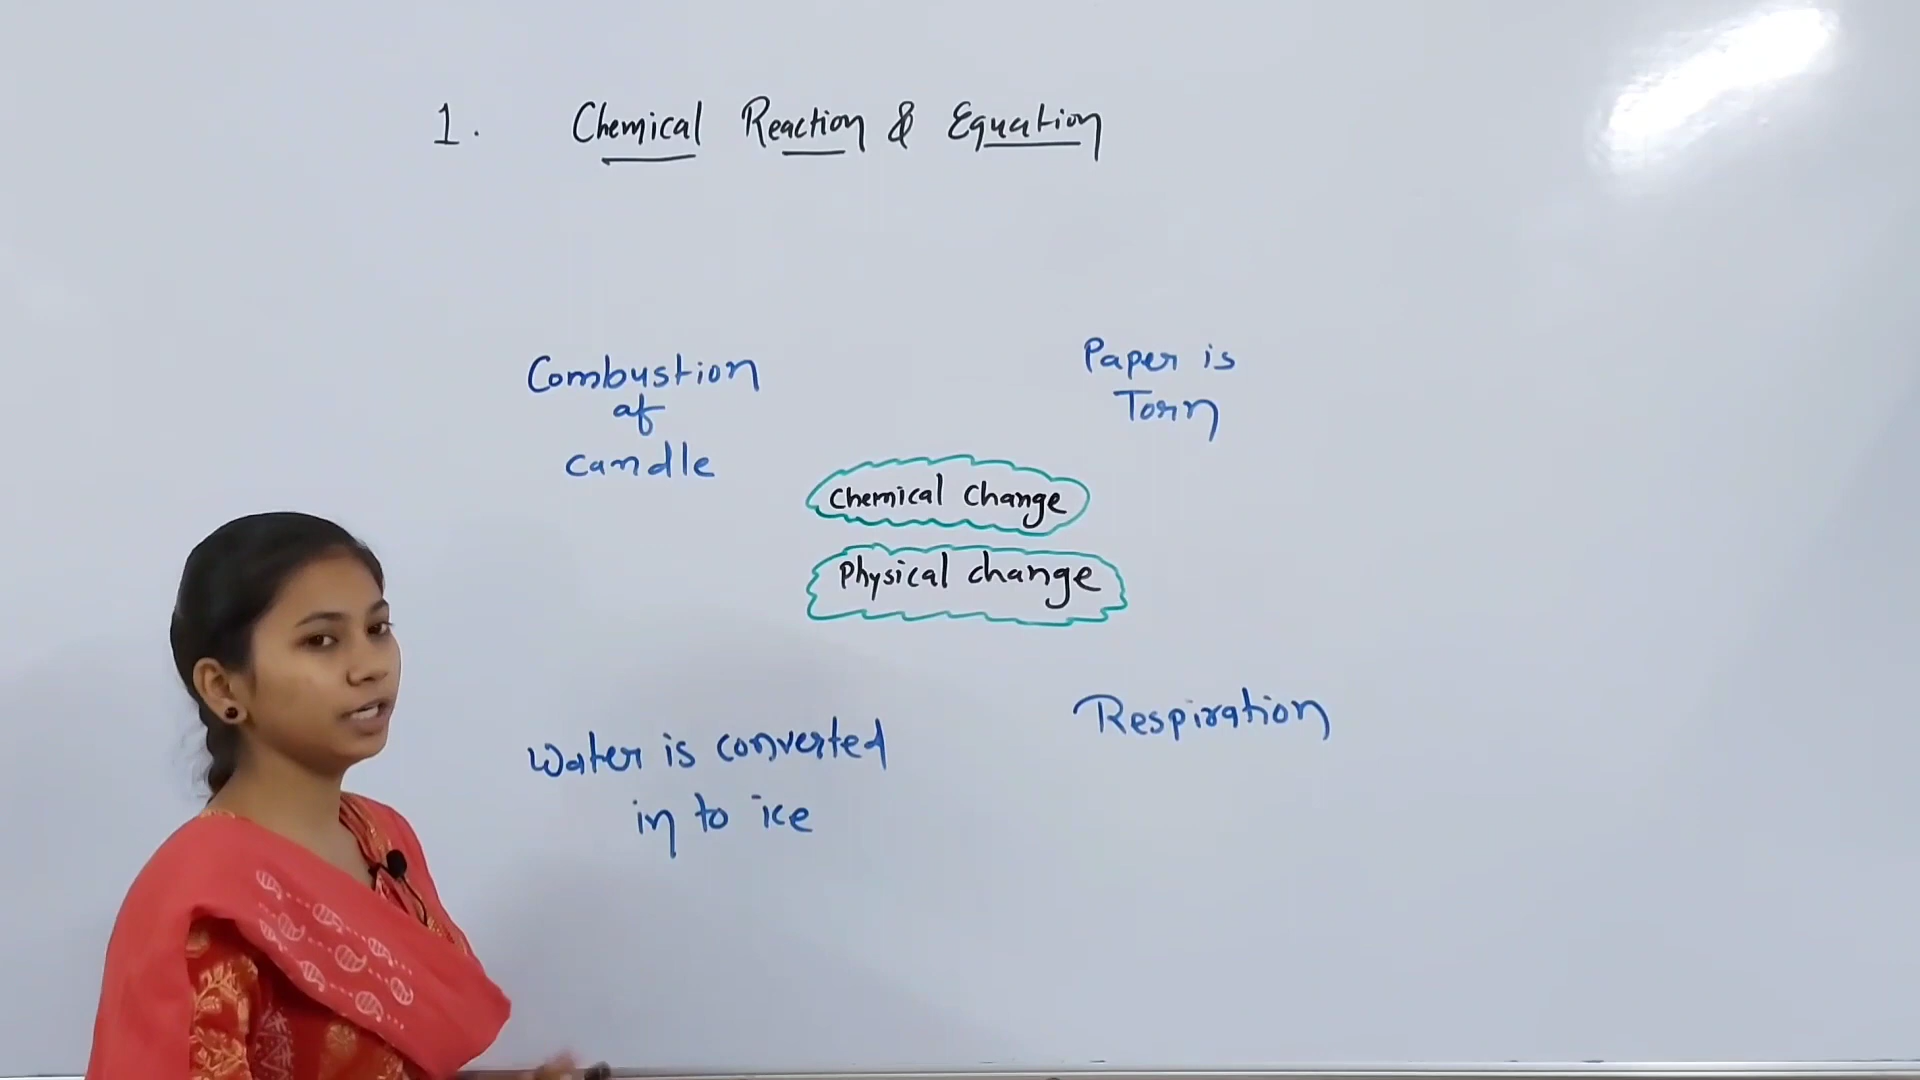 1. Chemical Reaction & Equation
Combustion
of
candle
Paper is
Torn
Chemical Change
Physical change
Water is converted
in to ice
Respiration